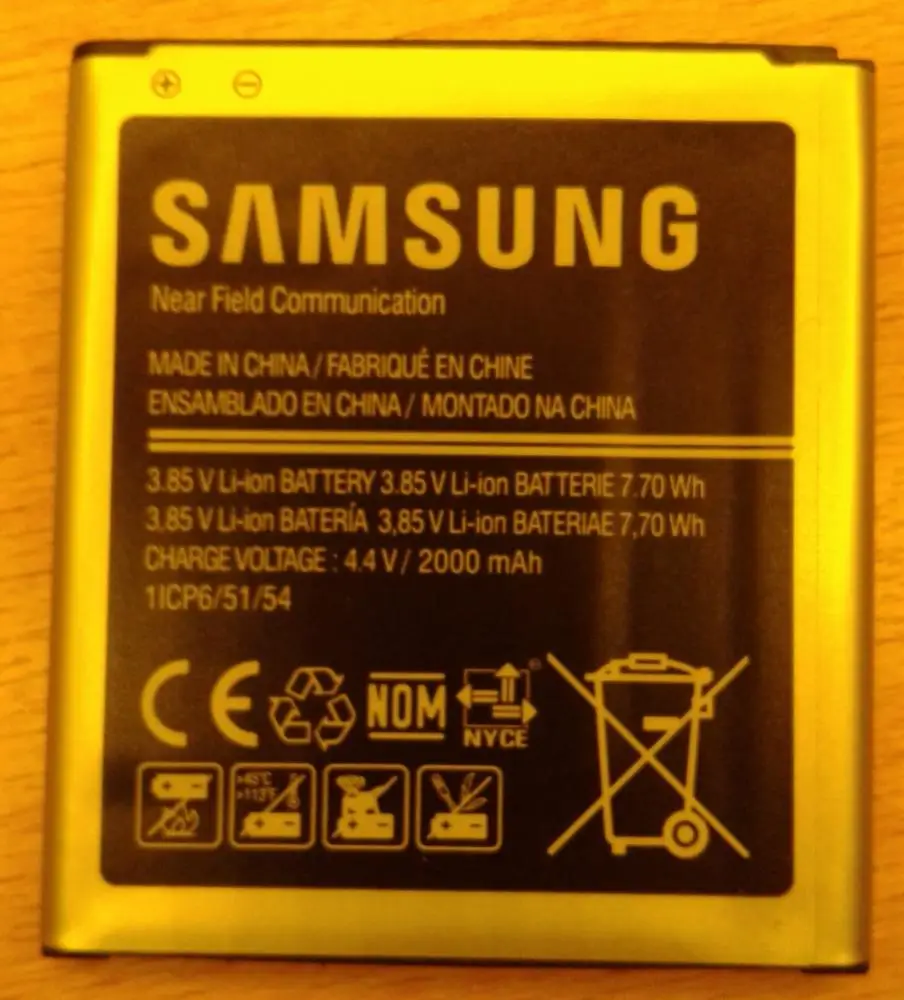 SAMSUNG
Near Field Communication
MADE IN CHINA / FABRIQUÉ EN CHINE
ENSAMBLADO EN CHINA / MONTADO NA CHINA
3.85 V Li-ion BATTERY 3.85 V Li-ion BATTERIE 7.70 Wh
3.85 V Li-ion BATERÍA 3,85 V Li-ion BATERIAE 7,70 Wh
CHARGE VOLTAGE : 4.4 V / 2000 mAh
1ICP6/51/54
CE NOM NYCE
>45°C
>113°F